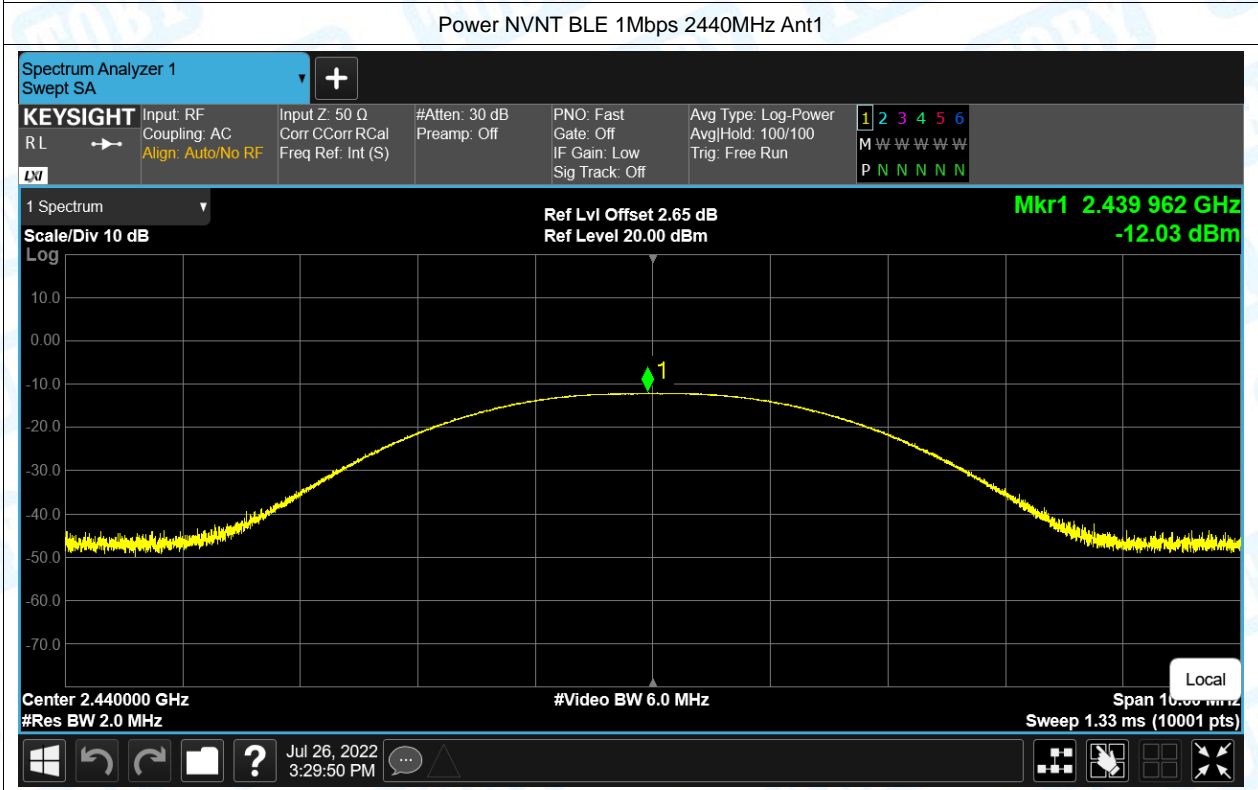 Power NVNT BLE 1Mbps 2440MHz Ant1
Spectrum Analyzer 1
Swept SA
KEYSIGHT
R L
LXI
Input: RF
Coupling: AC
Align: Auto/No RF
Input Z: 50 Ω
Corr CCorr RCal
Freq Ref: Int (S)
#Atten: 30 dB
Preamp: Off
PNO: Fast
Gate: Off
IF Gain: Low
Sig Track: Off
Avg Type: Log-Power
Avg|Hold: 100/100
Trig: Free Run
1 2 3 4 5 6
M W W W W W
P N N N N N
1 Spectrum
Scale/Div 10 dB
Log
Ref Lvl Offset 2.65 dB
Ref Level 20.00 dBm
Mkr1 2.439 962 GHz
-12.03 dBm
10.0
0.00
1
-10.0
-20.0
-30.0
-40.0
-50.0
-60.0
-70.0
Local
Center 2.440000 GHz
#Video BW 6.0 MHz
Span 10.00 MHz
#Res BW 2.0 MHz
Sweep 1.33 ms (10001 pts)
?
Jul 26, 2022
3:29:50 PM